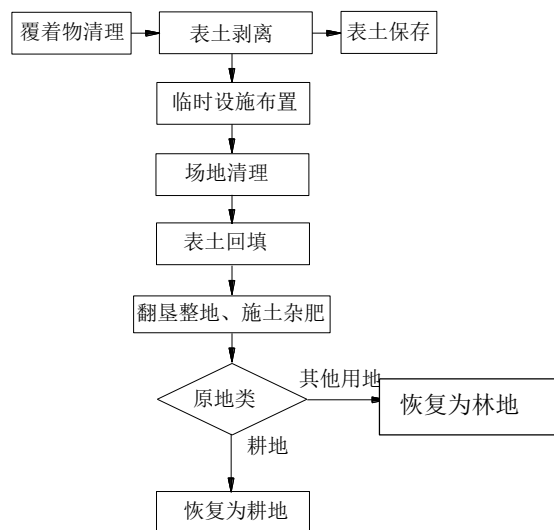 覆着物清理
表土剥离
表土保存
临时设施布置
场地清理
表土回填
翻垦整地、施土杂肥
原地类
其他用地
恢复为林地
耕地
恢复为耕地